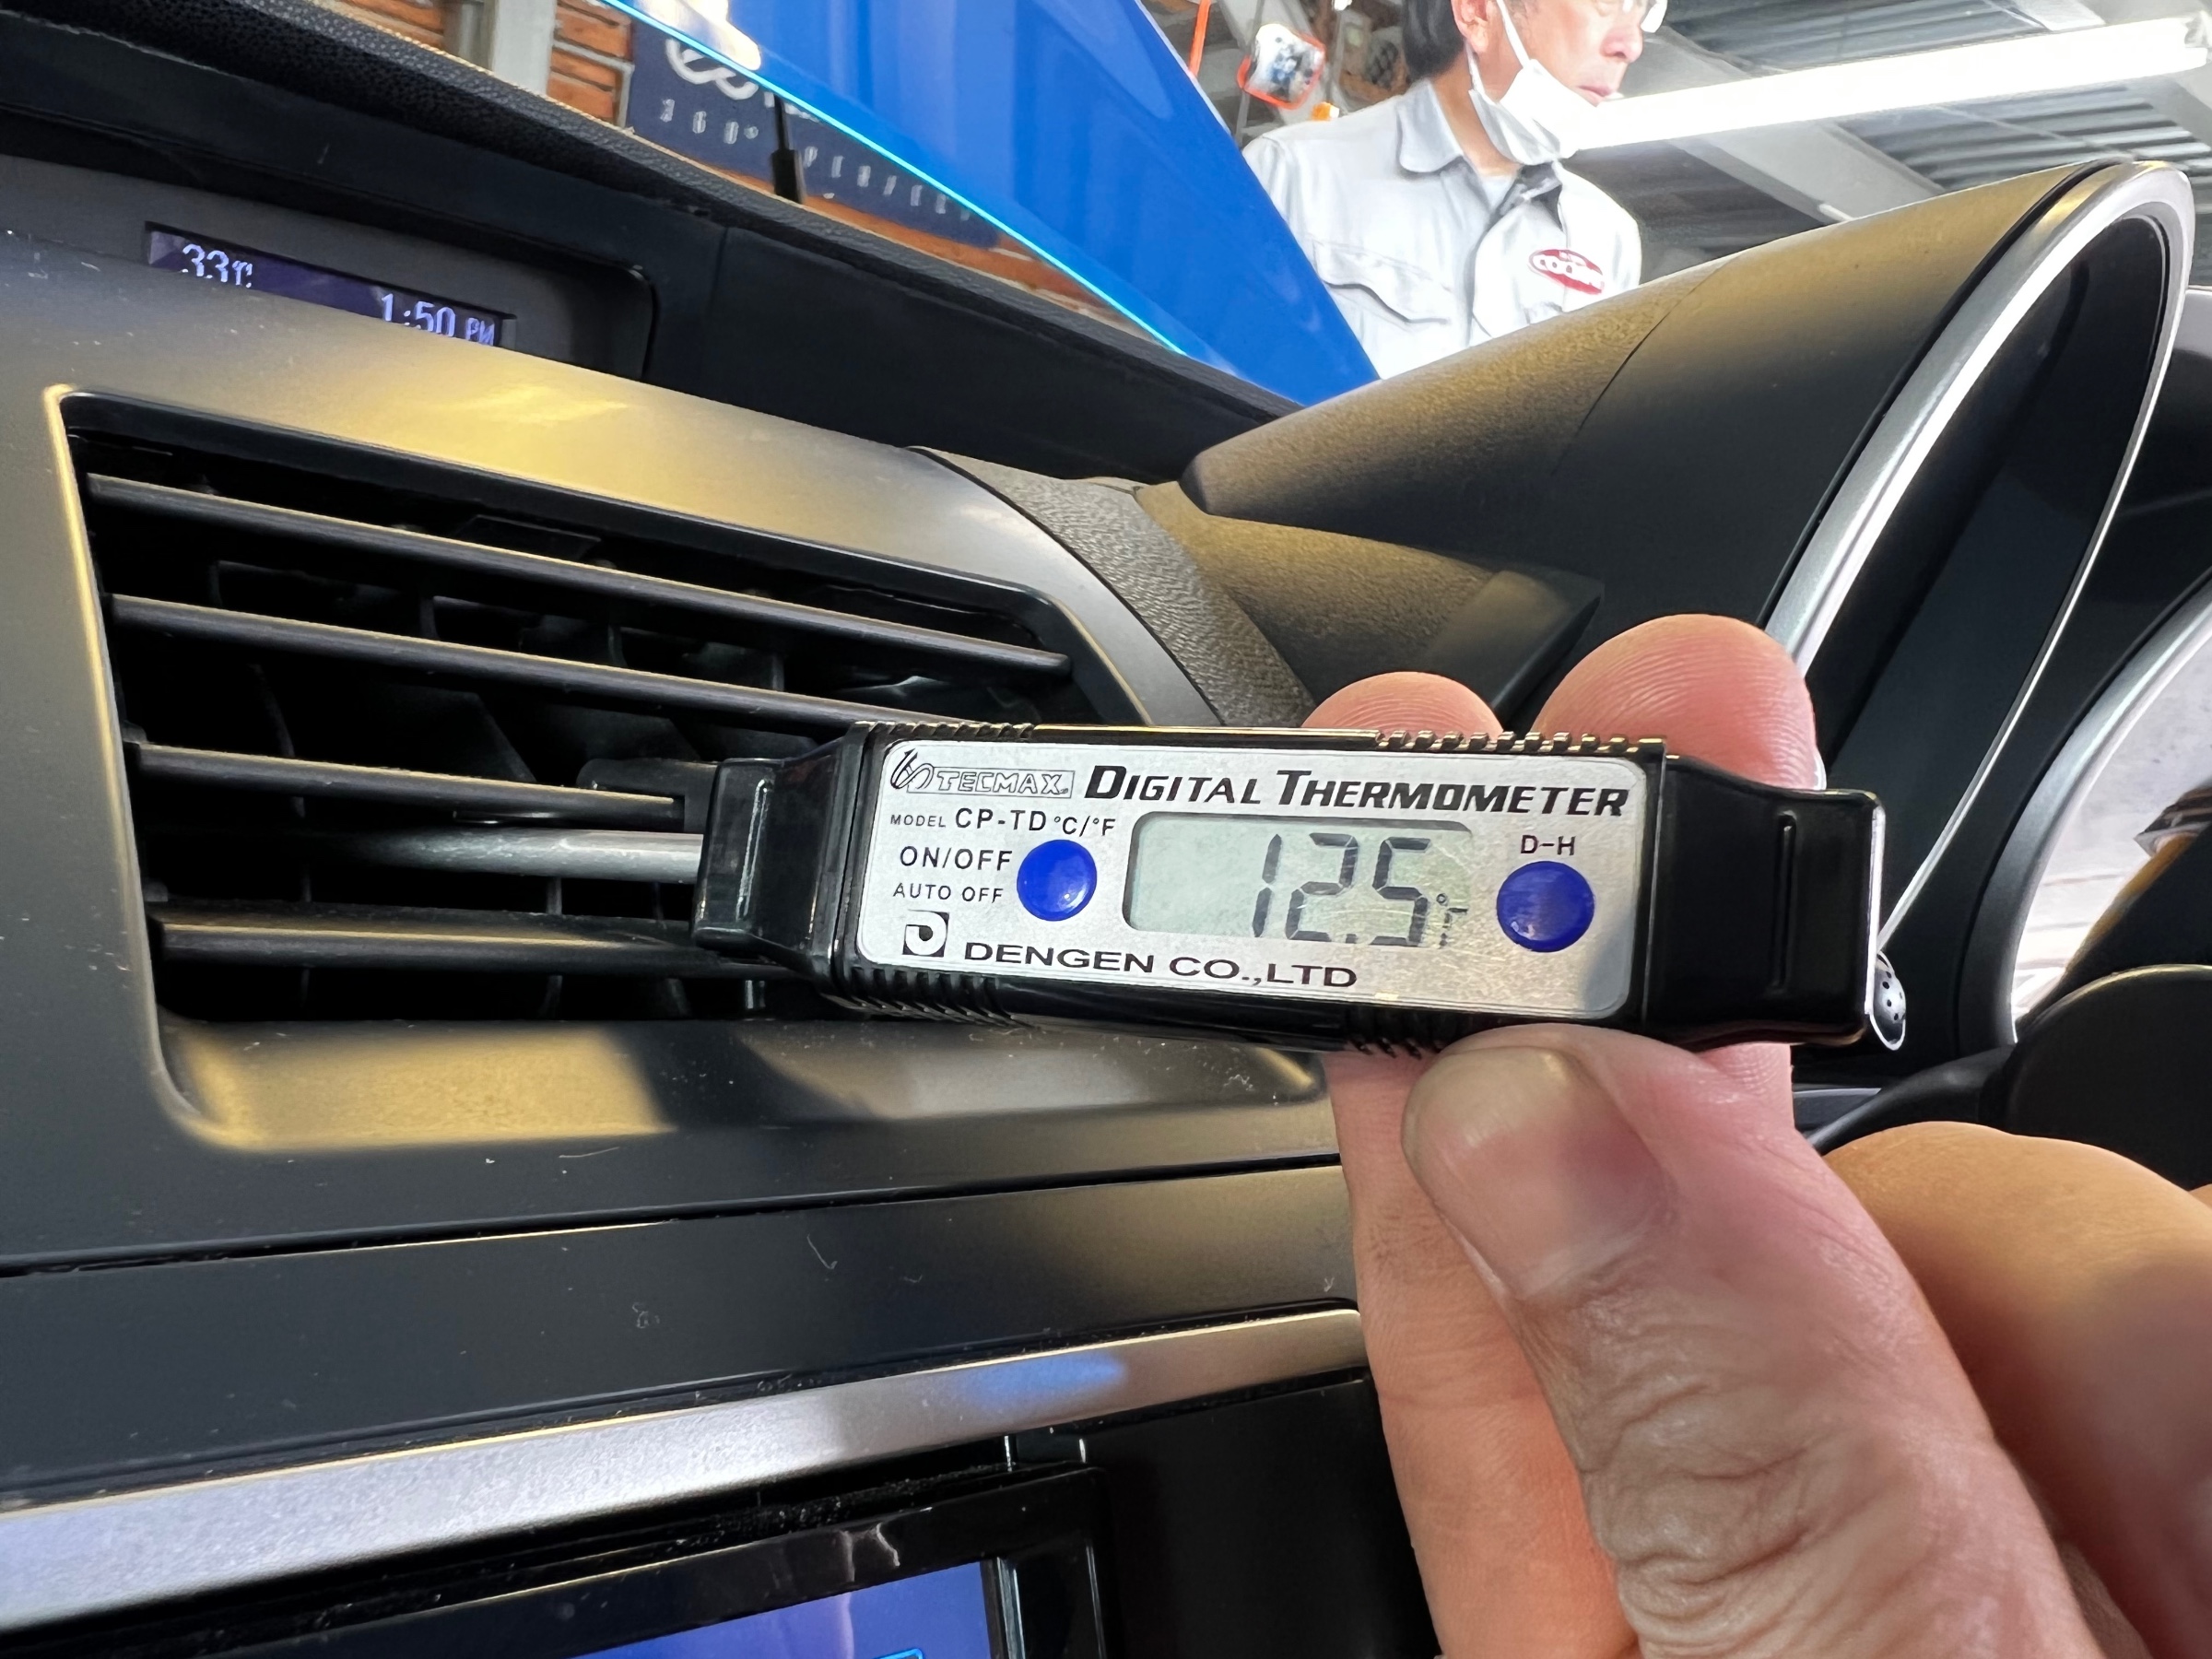 33℃
1:50 PM
TECMAX DIGITAL THERMOMETER
MODEL CP-TD °C/°F
ON/OFF
AUTO OFF
12.5℃
D-H
DENGEN CO.,LTD